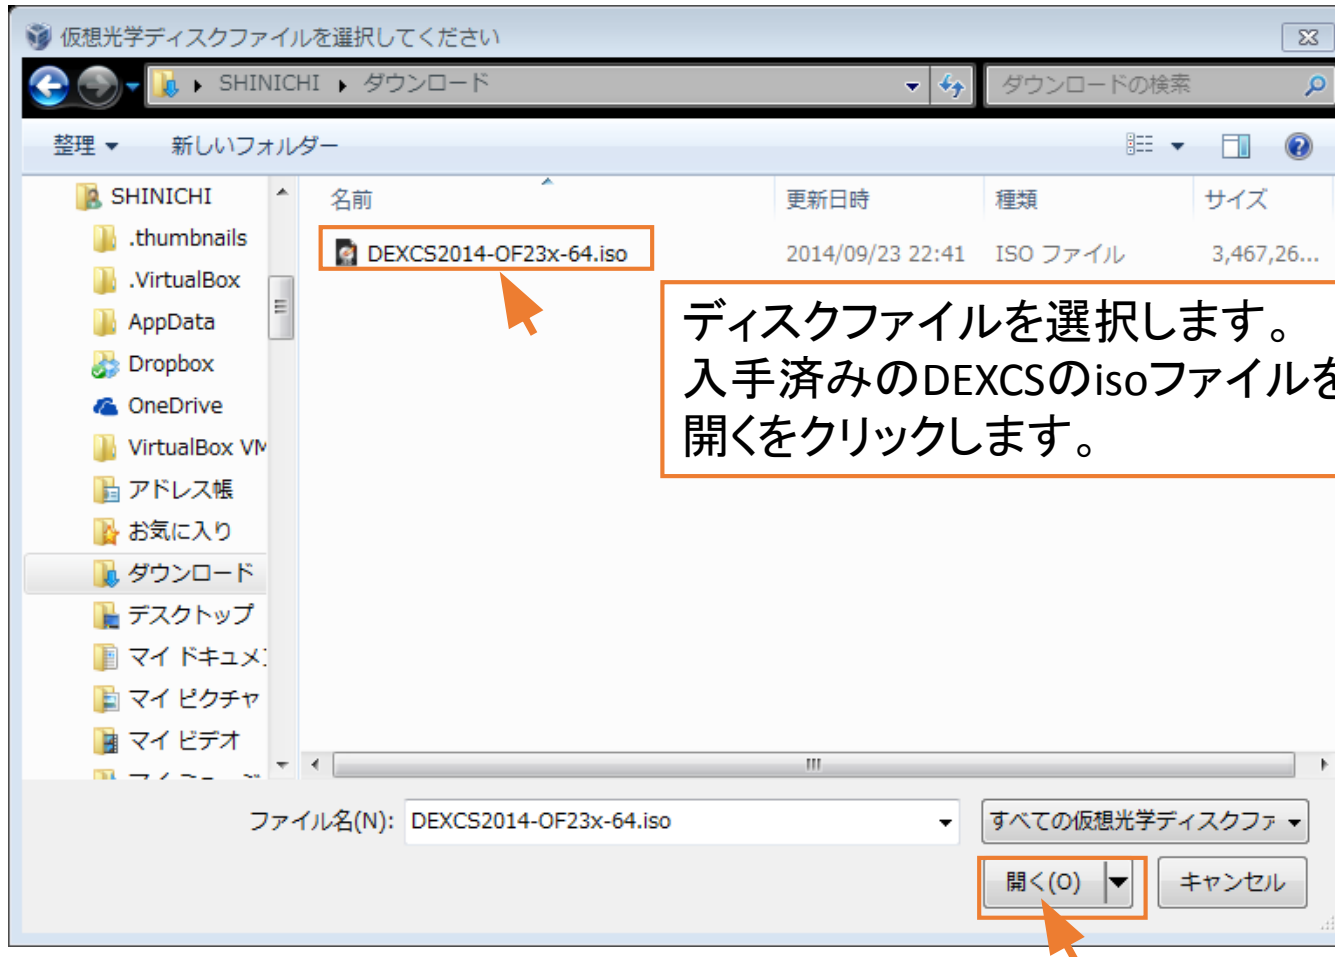 仮想光学ディスクファイルを選択してください
SHINICHI ▸ ダウンロード
ダウンロードの検索
整理 ▼ 新しいフォルダー
SHINICHI
.thumbnails
.VirtualBox
AppData
Dropbox
OneDrive
VirtualBox VM
アドレス帳
お気に入り
ダウンロード
デスクトップ
マイ ドキュメ
マイ ピクチャ
マイ ビデオ
名前 更新日時 種類 サイズ
DEXCS2014-OF23x-64.iso 2014/09/23 22:41 ISO ファイル 3,467,26...
ディスクファイルを選択します。
入手済みのDEXCSのisoファイルを
開くをクリックします。
ファイル名(N): DEXCS2014-OF23x-64.iso すべての仮想光学ディスクファ
開く(O) キャンセル